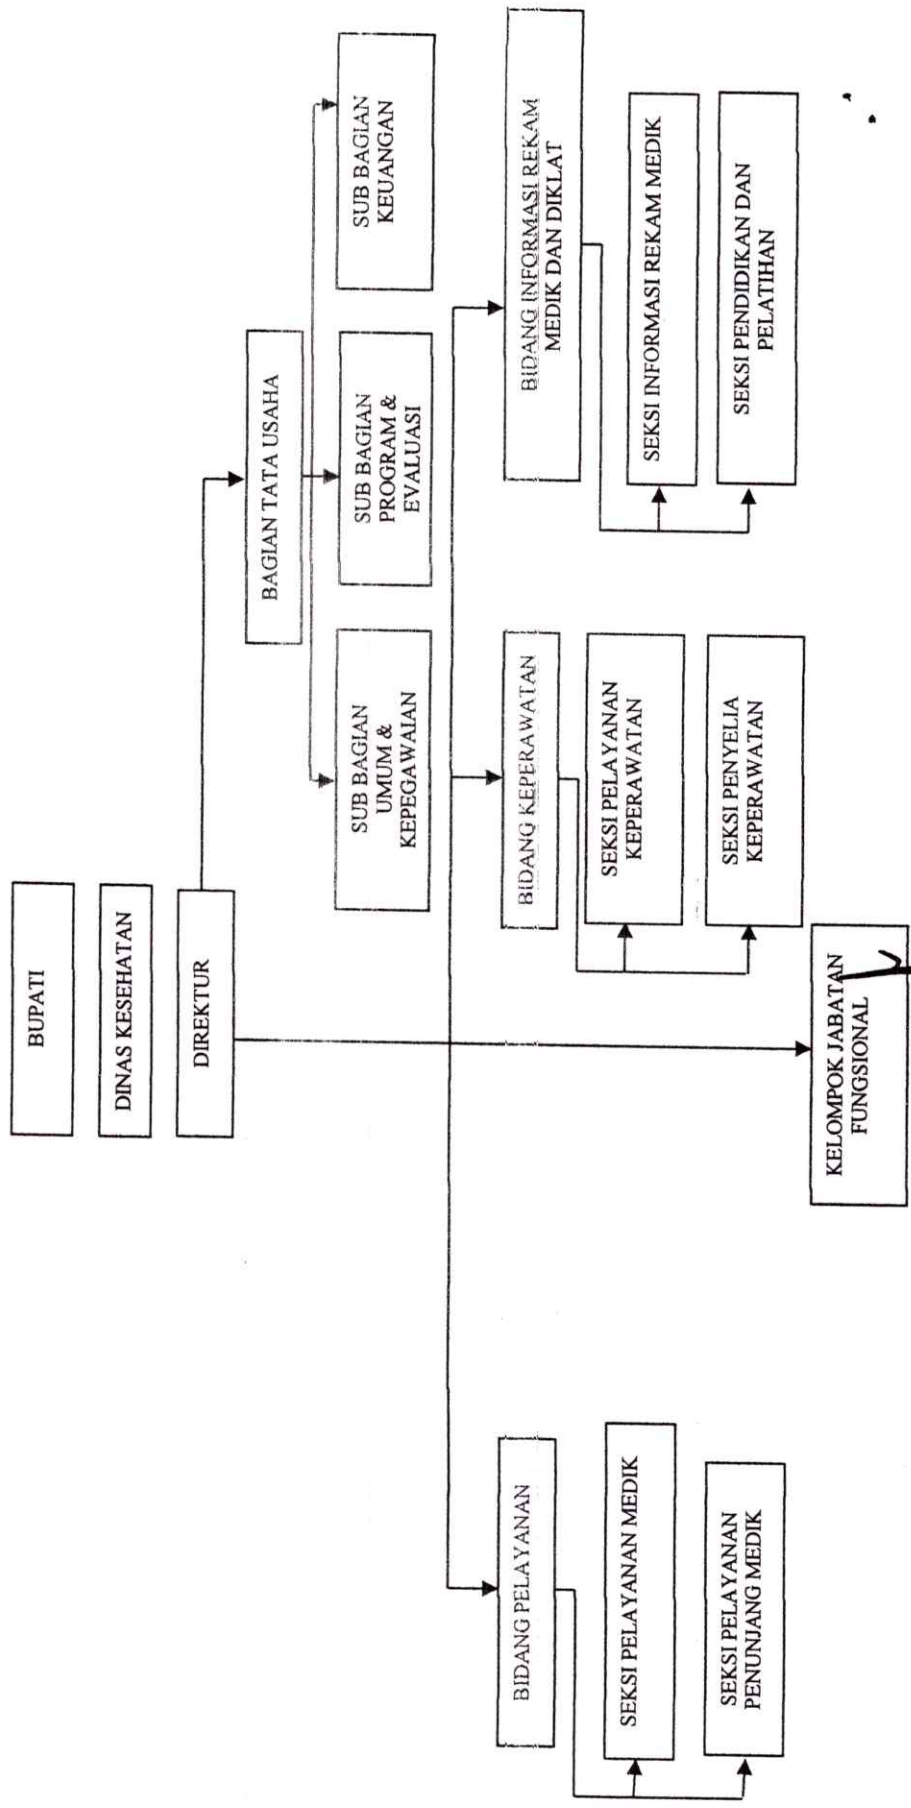 BUPATI
DINAS KESEHATAN
DIREKTUR
BAGIAN TATA USAHA
SUB BAGIAN
UMUM &
KEPEGAWAIAN
SUB BAGIAN
PROGRAM &
EVALUASI
SUB BAGIAN
KEUANGAN
BIDANG PELAYANAN
SEKSI PELAYANAN MEDIK
SEKSI PELAYANAN
PENUNJANG MEDIK
BIDANG KEPERAWATAN
SEKSI PELAYANAN
KEPERAWATAN
SEKSI PENYELIA
KEPERAWATAN
BIDANG INFORMASI REKAM
MEDIK DAN DIKLAT
SEKSI INFORMASI REKAM MEDIK
SEKSI PENDIDIKAN DAN
PELATIHAN
KELOMPOK JABATAN
FUNGSIONAL